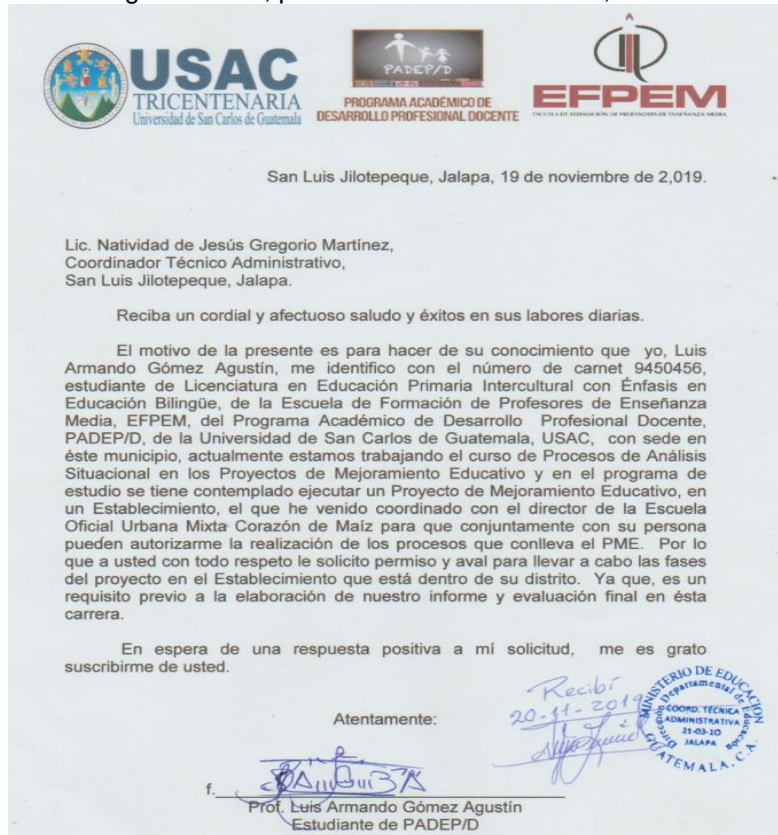 USAC
TRICENTENARIA
Universidad de San Carlos de Guatemala
PADEP/D
PROGRAMA ACADÉMICO DE
DESARROLLO PROFESIONAL DOCENTE
EFPEM
ESCUELA DE FORMACIÓN DE PROFESORES DE ENSEÑANZA MEDIA
San Luis Jilotepeque, Jalapa, 19 de noviembre de 2,019.
Lic. Natividad de Jesús Gregorio Martínez,
Coordinador Técnico Administrativo,
San Luis Jilotepeque, Jalapa.
Reciba un cordial y afectuoso saludo y éxitos en sus labores diarias.
El motivo de la presente es para hacer de su conocimiento que yo, Luis
Armando Gómez Agustín, me identifico con el número de carnet 9450456,
estudiante de Licenciatura en Educación Primaria Intercultural con Énfasis en
Educación Bilingüe, de la Escuela de Formación de Profesores de Enseñanza
Media, EFPEM, del Programa Académico de Desarrollo Profesional Docente,
PADEP/D, de la Universidad de San Carlos de Guatemala, USAC, con sede en
éste municipio, actualmente estamos trabajando el curso de Procesos de Análisis
Situacional en los Proyectos de Mejoramiento Educativo y en el programa de
estudio se tiene contemplado ejecutar un Proyecto de Mejoramiento Educativo, en
un Establecimiento, el que he venido coordinado con el director de la Escuela
Oficial Urbana Mixta Corazón de Maíz para que conjuntamente con su persona
pueden autorizarme la realización de los procesos que conlleva el PME. Por lo
que a usted con todo respeto le solicito permiso y aval para llevar a cabo las fases
del proyecto en el Establecimiento que está dentro de su distrito. Ya que, es un
requisito previo a la elaboración de nuestro informe y evaluación final en ésta
carrera.
En espera de una respuesta positiva a mí solicitud, me es grato
suscribirme de usted.
Recibí
20-11-2019
MINISTERIO DE EDUCACIÓN
Dirección Departamental de Educación
COORD. TÉCNICA
ADMINISTRATIVA
21-03-10
JALAPA
GUATEMALA, C.A.
Atentamente:
f.
Prof. Luis Armando Gómez Agustín
Estudiante de PADEP/D